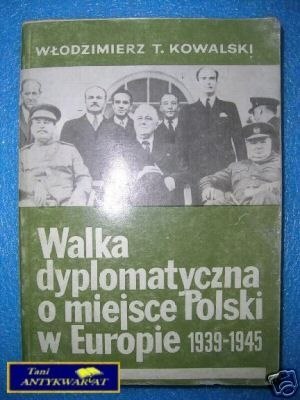 WŁODZIMIERZ T. KOWALSKI
Walka
dyplomatyczna
o miejsce Polski
w Europie 1939-1945
Tani
ANTYKWARIAT